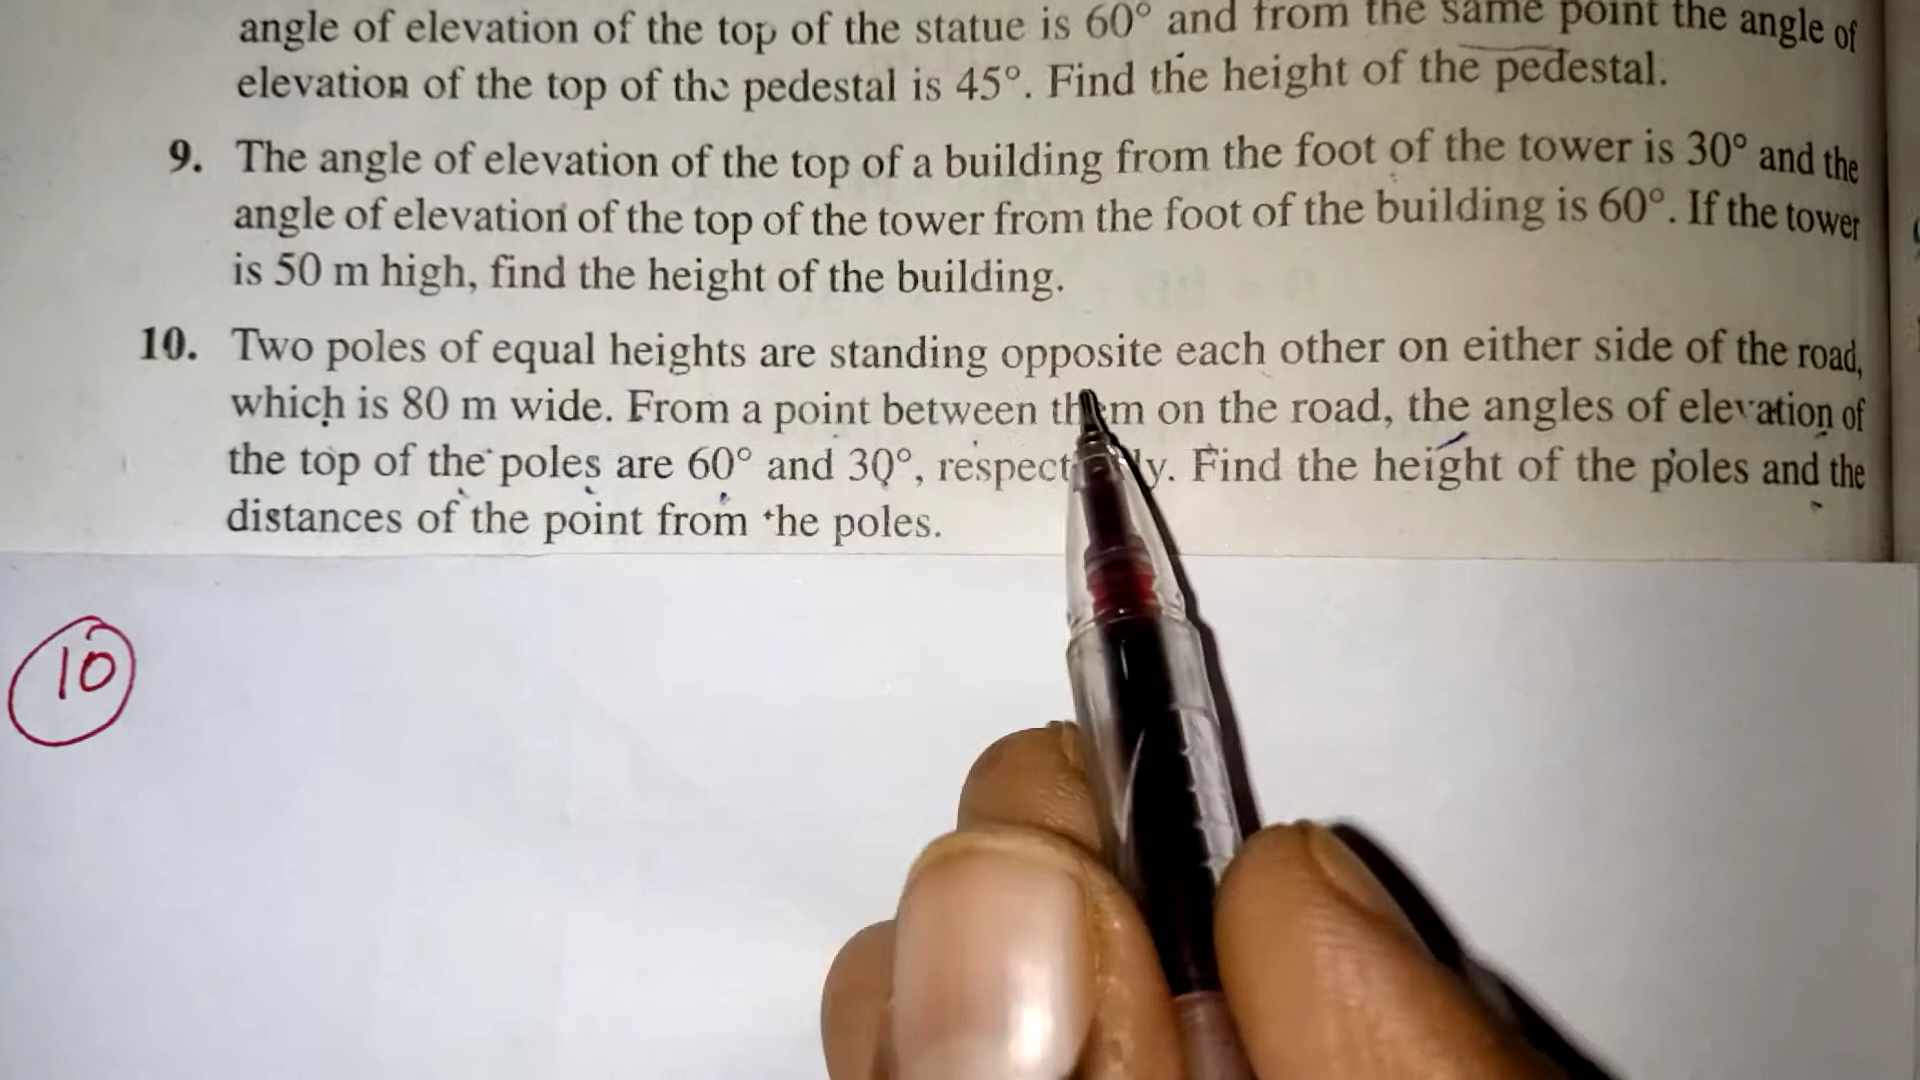 angle of elevation of the top of the statue is 60° and from the same point the angle of
elevation of the top of the pedestal is 45°. Find the height of the pedestal.
9. The angle of elevation of the top of a building from the foot of the tower is 30° and the
angle of elevation of the top of the tower from the foot of the building is 60°. If the tower
is 50 m high, find the height of the building.
10. Two poles of equal heights are standing opposite each other on either side of the road,
which is 80 m wide. From a point between them on the road, the angles of elevation of
the top of the poles are 60° and 30°, respectively. Find the height of the poles and the
distances of the point from the poles.
10